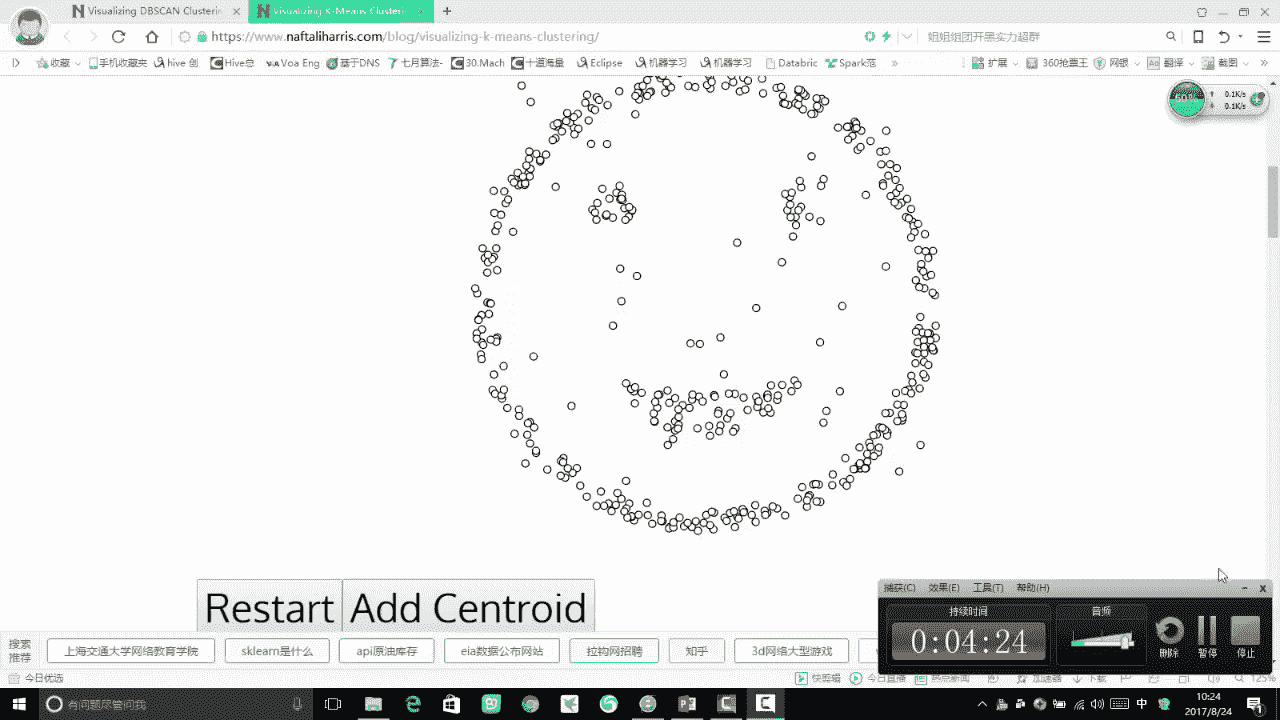 Visualizing DBSCAN Clusterin
Visualizing K-Means Clusteri
https://www.naftaliharris.com/blog/visualizing-k-means-clustering/
姐姐组团开黑实力超群
收藏 手机收藏夹 hive 创 Hive总 Voa Eng 基于DNS 七月算法- 30.Mach 十道海量 Eclipse 机器学习 机器学习 Databric Spark范 » 扩展 360抢票王 网银 翻译 截图 »
0.1K/s
0.1K/s
Restart Add Centroid
捕获(C) 效果(E) 工具(T) 帮助(H)
持续时间 音频
0:04:24
删除 暂停 停止
搜索
推荐
上海交通大学网络教育学院 sklearn是什么 api原油库存 eia数据公布网站 拉构网招聘 知乎 3d网络大型游戏
今日优选 快剪辑 今日直播 热点新闻 加速器 下载 125%
有问题尽管问我
中
10:24
2017/8/24